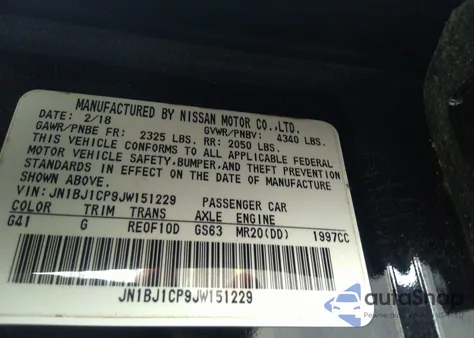 MANUFACTURED BY NISSAN MOTOR CO.,LTD.
DATE: 2/18 GVWR/PNBV: 4340 LBS.
GAWR/PNBE FR: 2325 LBS. RR: 2050 LBS.
THIS VEHICLE CONFORMS TO ALL APPLICABLE FEDERAL
MOTOR VEHICLE SAFETY, BUMPER, AND THEFT PREVENTION
STANDARDS IN EFFECT ON THE DATE OF MANUFACTURE
SHOWN ABOVE.
VIN: JN1BJ1CP9JW151229 PASSENGER CAR
COLOR TRIM TRANS AXLE ENGINE
G41 G RE0F10D GS63 MR20(DD) 1997CC
JN1BJ1CP9JW151229
autaShop